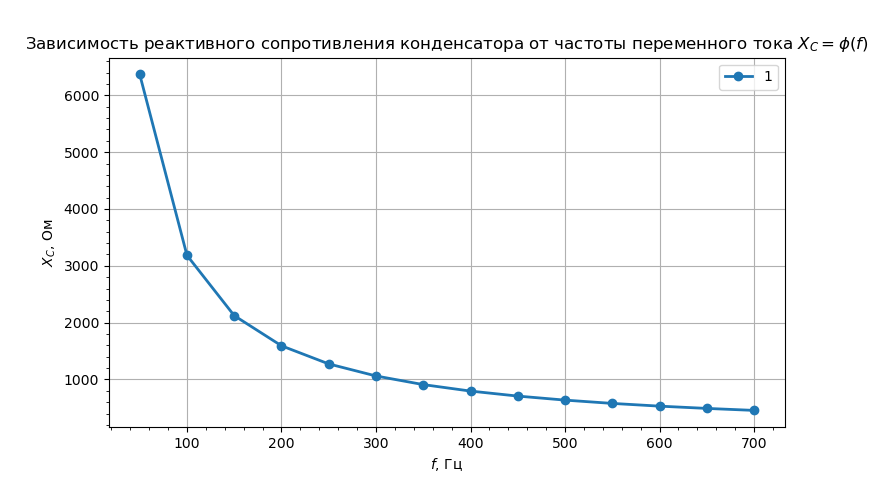 Зависимость реактивного сопротивления конденсатора от частоты переменного тока X_C = ϕ(f)
1
6000
5000
4000
3000
2000
1000
X_C, Ом
100 200 300 400 500 600 700
f, Гц